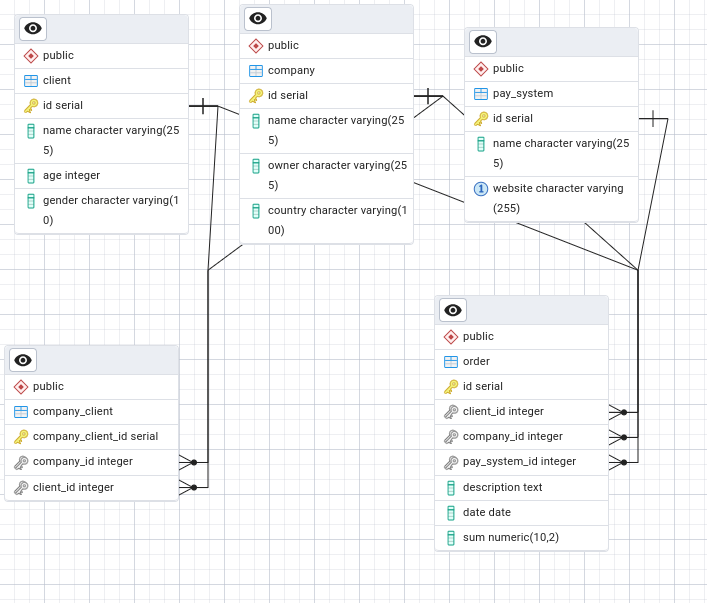 public
client
id serial
name character varying(25
5)
age integer
gender character varying(1
0)
public
company
id serial
name character varying(25
5)
owner character varying(25
5)
country character varying(1
00)
public
pay_system
id serial
name character varying(25
5)
1
website character varying
(255)
public
company_client
company_client_id serial
company_id integer
client_id integer
public
order
id serial
client_id integer
company_id integer
pay_system_id integer
description text
date date
sum numeric(10,2)